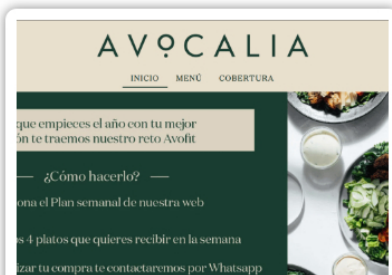 AVOCALIA
INICIO MENÚ COBERTURA
que empieces el año con tu mejor
ón te traemos nuestro reto Avofit
¿Cómo hacerlo?
ona el Plan semanal de nuestra web
s 4 platos que quieres recibir en la semana
izar tu compra te contactaremos por Whatsapp